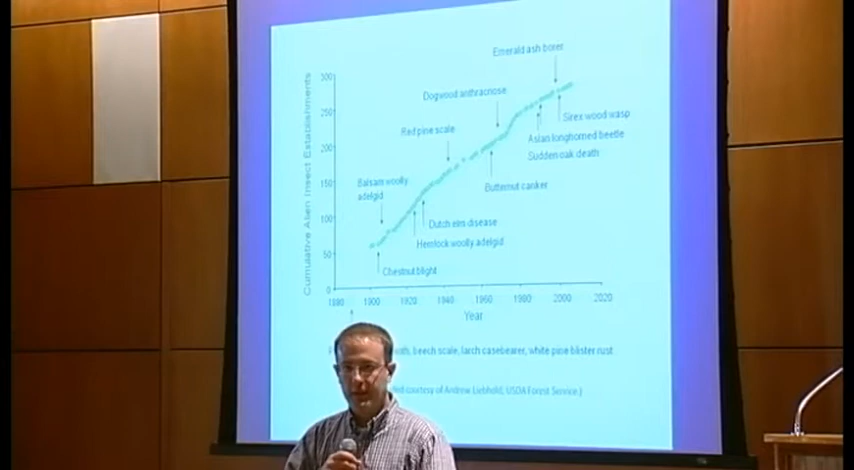 Emerald ash borer
300
Dogwood anthracnose
250
Sirex wood wasp
Red pine scale
Asian longhorned beetle
200
Sudden oak death
Balsam woolly
adelgid
150
Butternut canker
Dutch elm disease
100
Hemlock woolly adelgid
50
Chestnut blight
0
Cumulative Alien Insect Establishments
1880 1900 1920 1940 1960 1980 2000 2020
Year
beech scale, larch casebearer, white pine blister rust
courtesy of Andrew Liebhold, USDA Forest Service.)